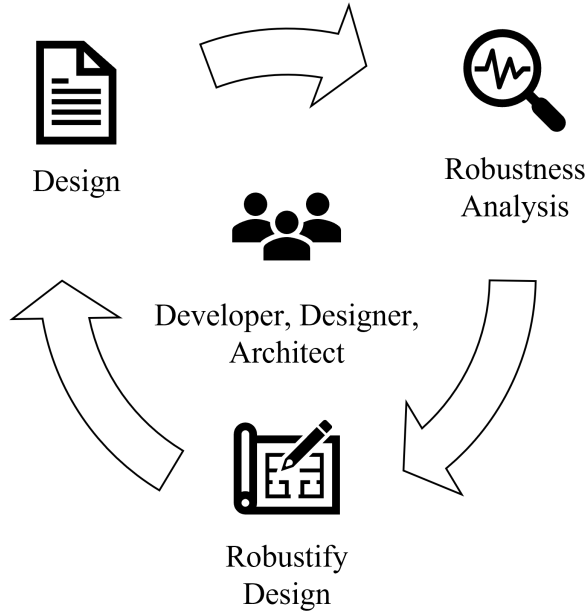 Design
Robustness
Analysis
Developer, Designer,
Architect
Robustify
Design